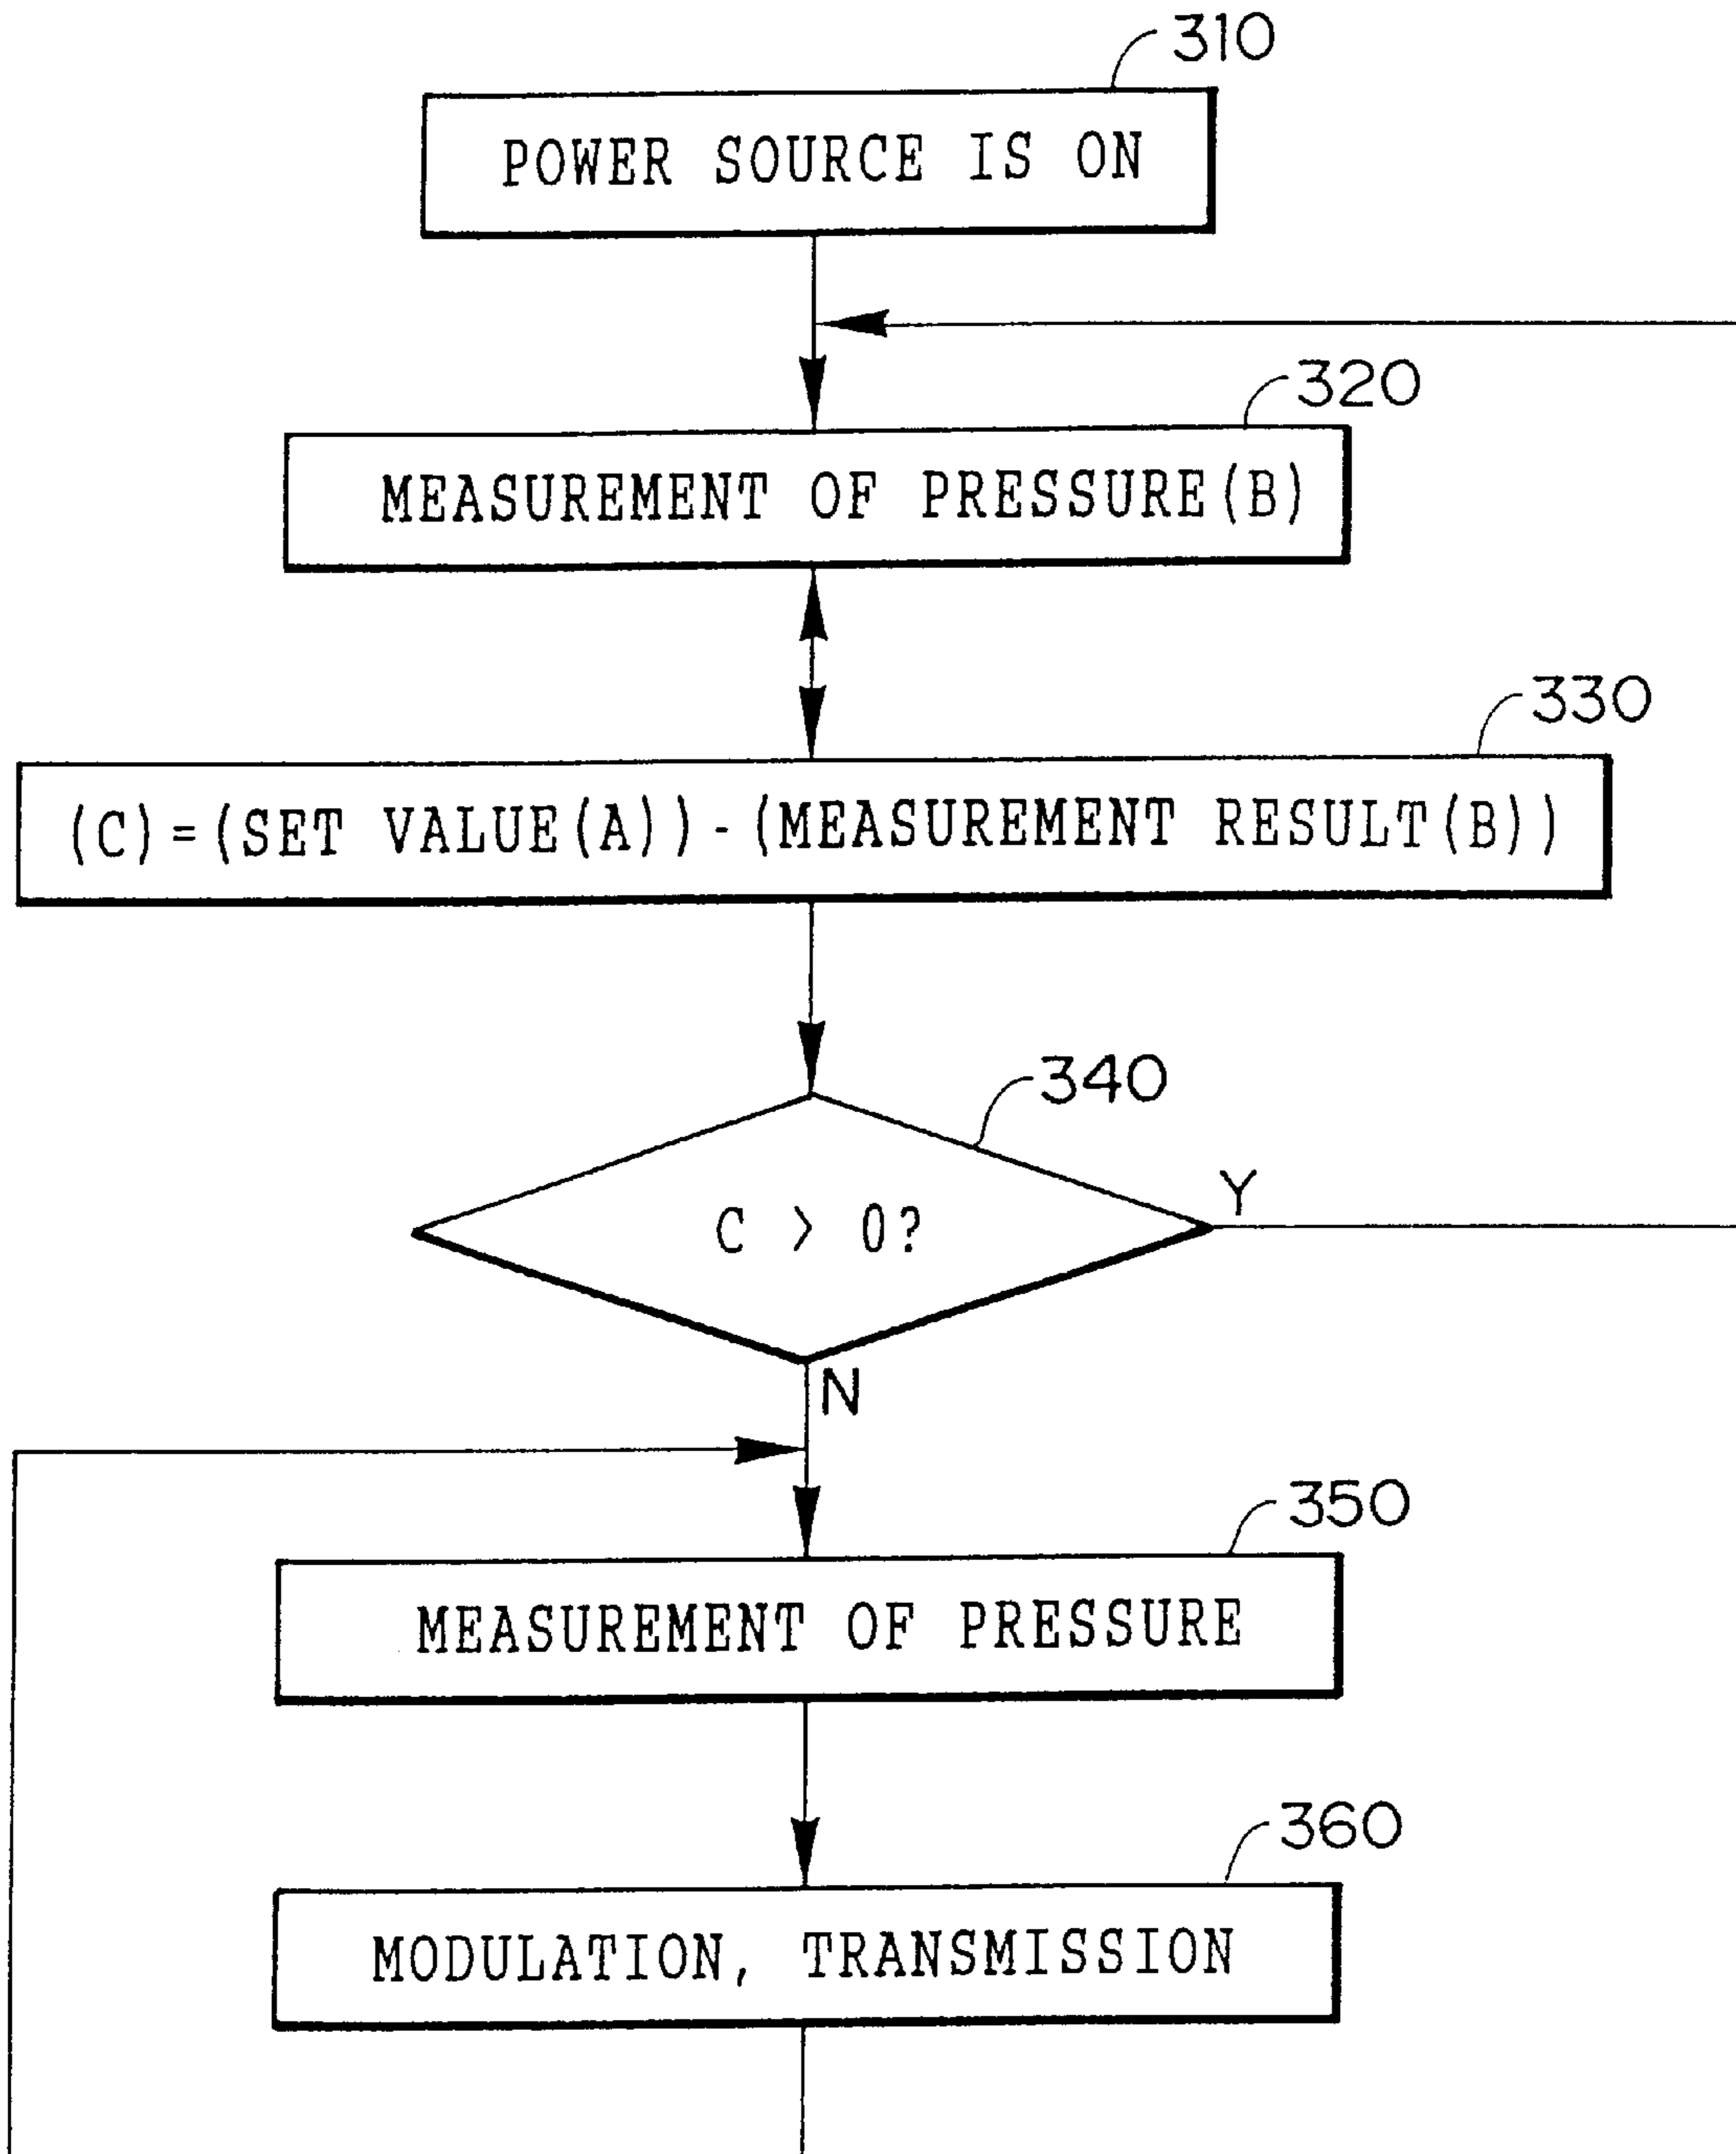 310
POWER SOURCE IS ON
320
MEASUREMENT OF PRESSURE(B)
330
(C)=(SET VALUE(A))-(MEASUREMENT RESULT(B))
340
C > 0?
Y
N
350
MEASUREMENT OF PRESSURE
360
MODULATION, TRANSMISSION